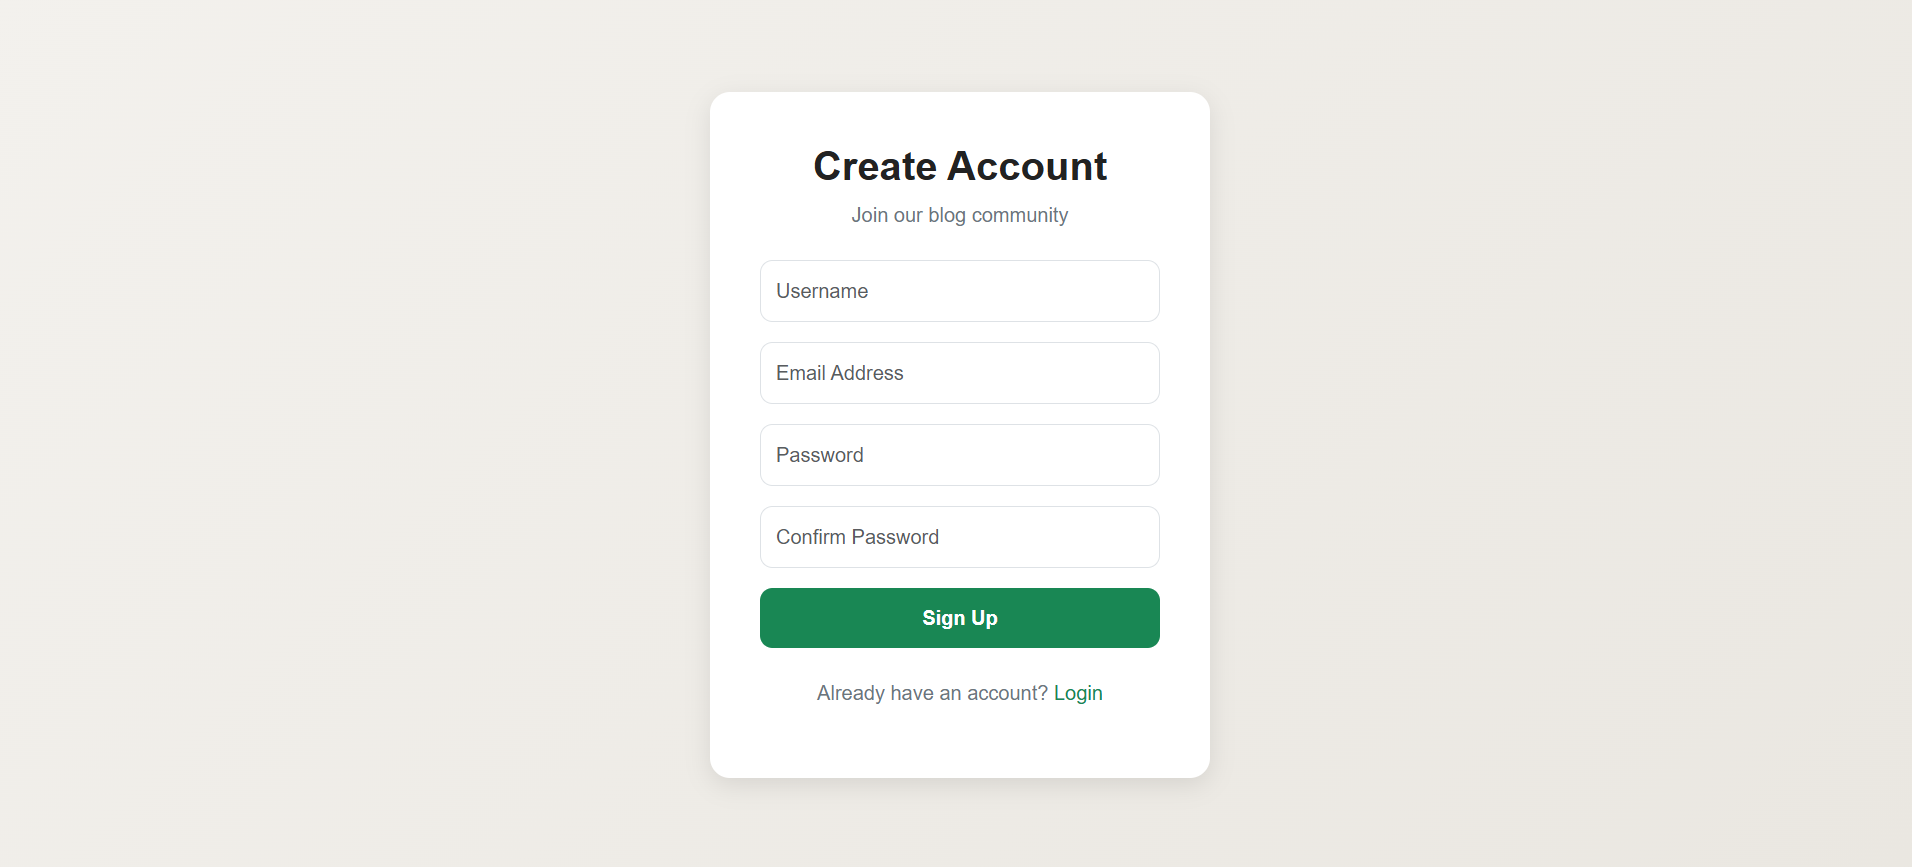 Create Account
Join our blog community
Username
Email Address
Password
Confirm Password
Sign Up
Already have an account? Login